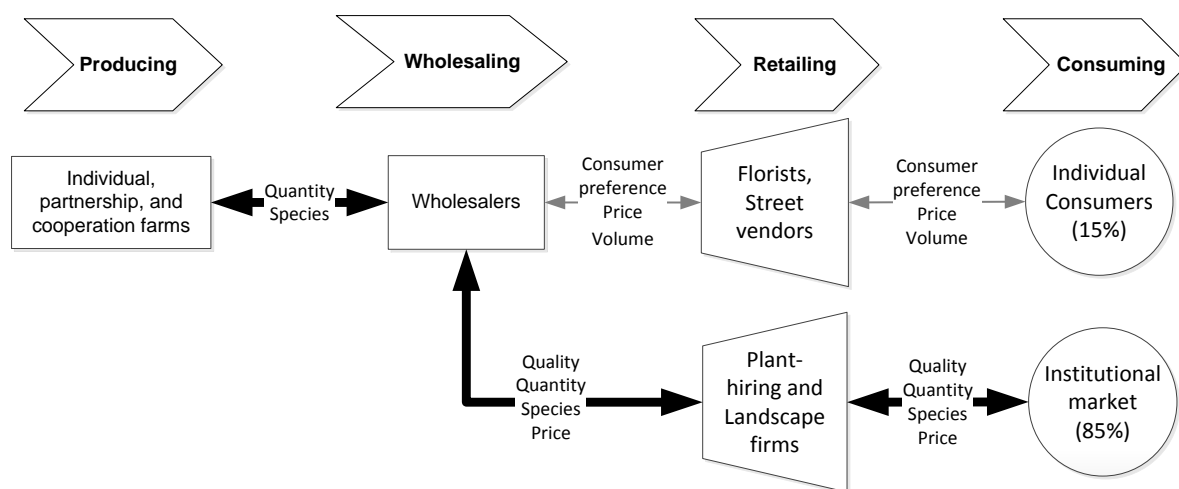 Producing
Wholesaling
Retailing
Consuming
Individual,
partnership, and
cooperation farms
Quantity
Species
Wholesalers
Consumer
preference
Price
Volume
Florists,
Street
vendors
Consumer
preference
Price
Volume
Individual
Consumers
(15%)
Quality
Quantity
Species
Price
Plant-
hiring and
Landscape
firms
Quality
Quantity
Species
Price
Institutional
market
(85%)